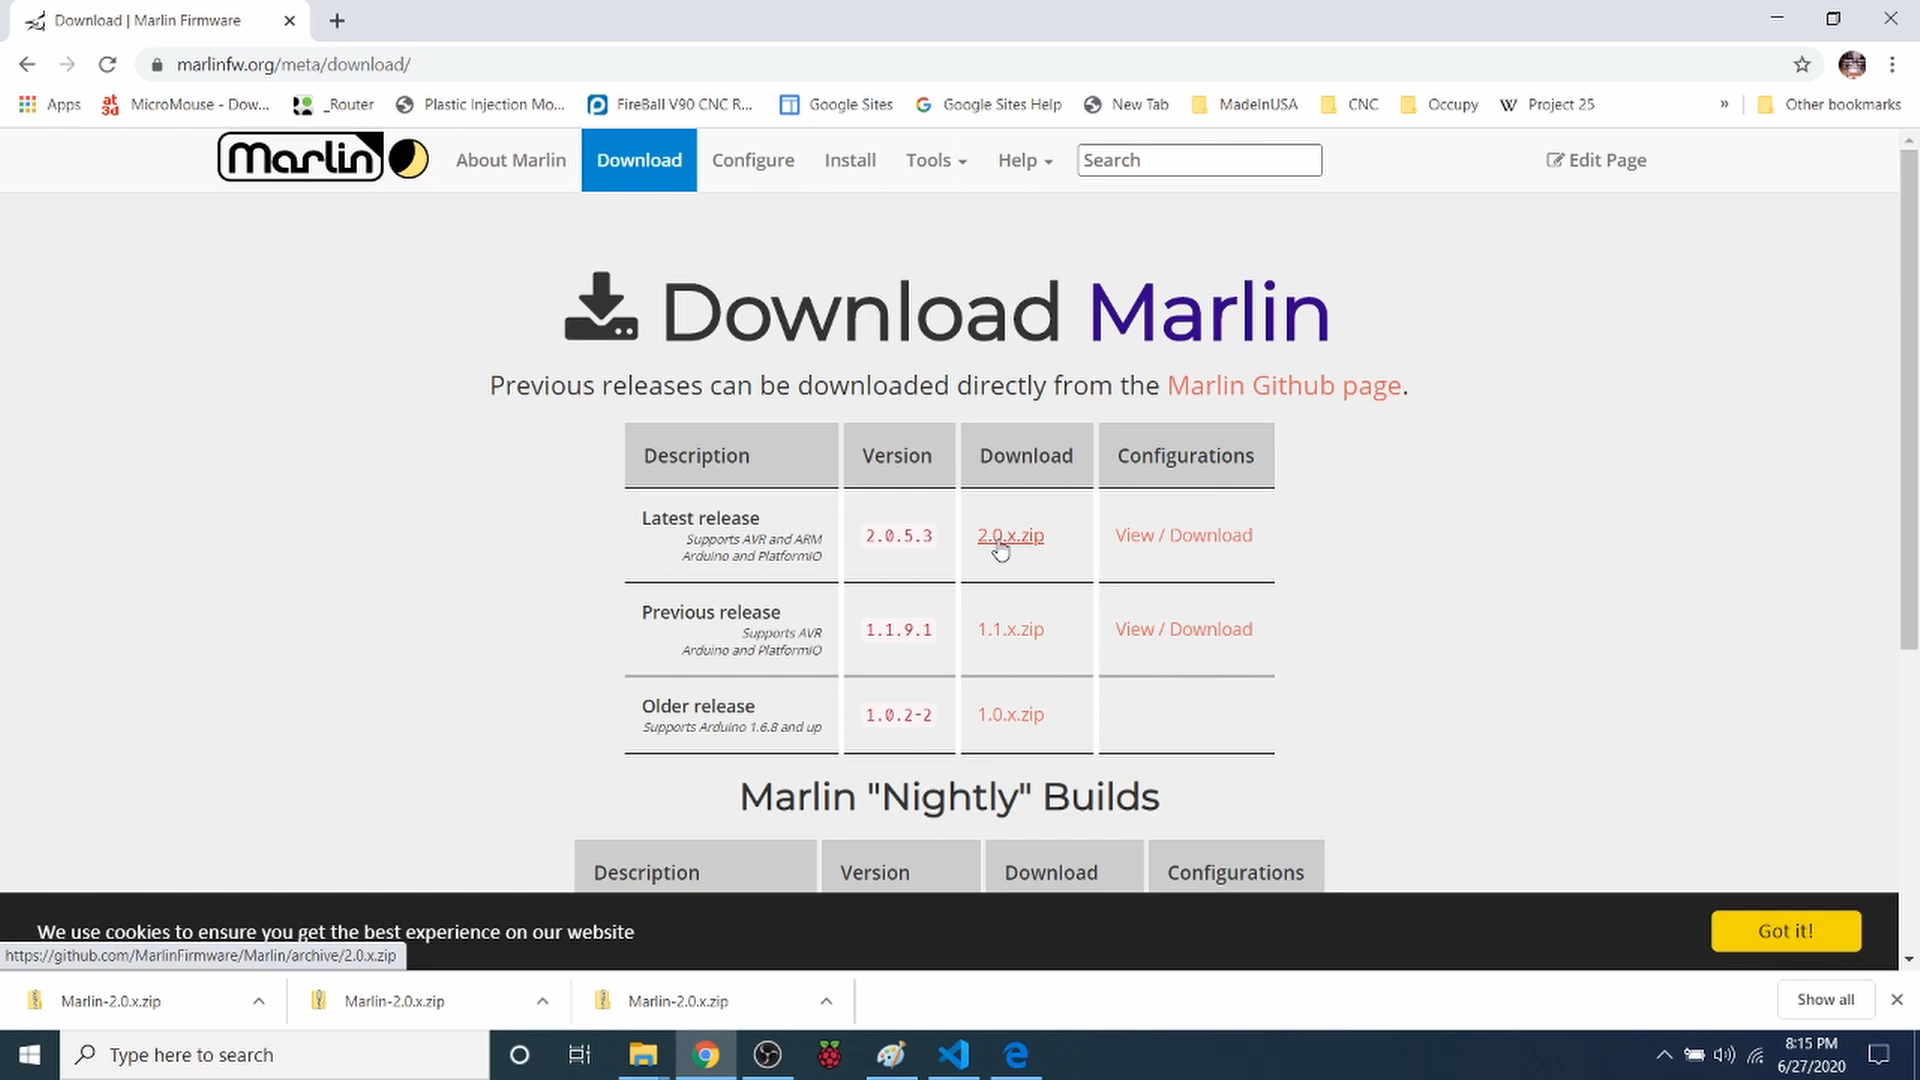 Download | Marlin Firmware
marlinfw.org/meta/download/
Apps
MicroMouse - Dow...
_Router
Plastic Injection Mo...
FireBall V90 CNC R...
Google Sites
Google Sites Help
New Tab
MadeInUSA
CNC
Occupy
Project 25
»
Other bookmarks
Marlin
About Marlin
Download
Configure
Install
Tools
Help
Search
Edit Page
Download Marlin
Previous releases can be downloaded directly from the Marlin Github page.
Description Version Download Configurations
Latest release
Supports AVR and ARM
Arduino and PlatformIO
2.0.5.3
2.0.x.zip
View / Download
Previous release
Supports AVR
Arduino and PlatformIO
1.1.9.1
1.1.x.zip
View / Download
Older release
Supports Arduino 1.6.8 and up
1.0.2-2
1.0.x.zip
Marlin "Nightly" Builds
Description Version Download Configurations
We use cookies to ensure you get the best experience on our website
Got it!
https://github.com/MarlinFirmware/Marlin/archive/2.0.x.zip
Marlin-2.0.x.zip
Marlin-2.0.x.zip
Marlin-2.0.x.zip
Show all
Type here to search
8:15 PM
6/27/2020